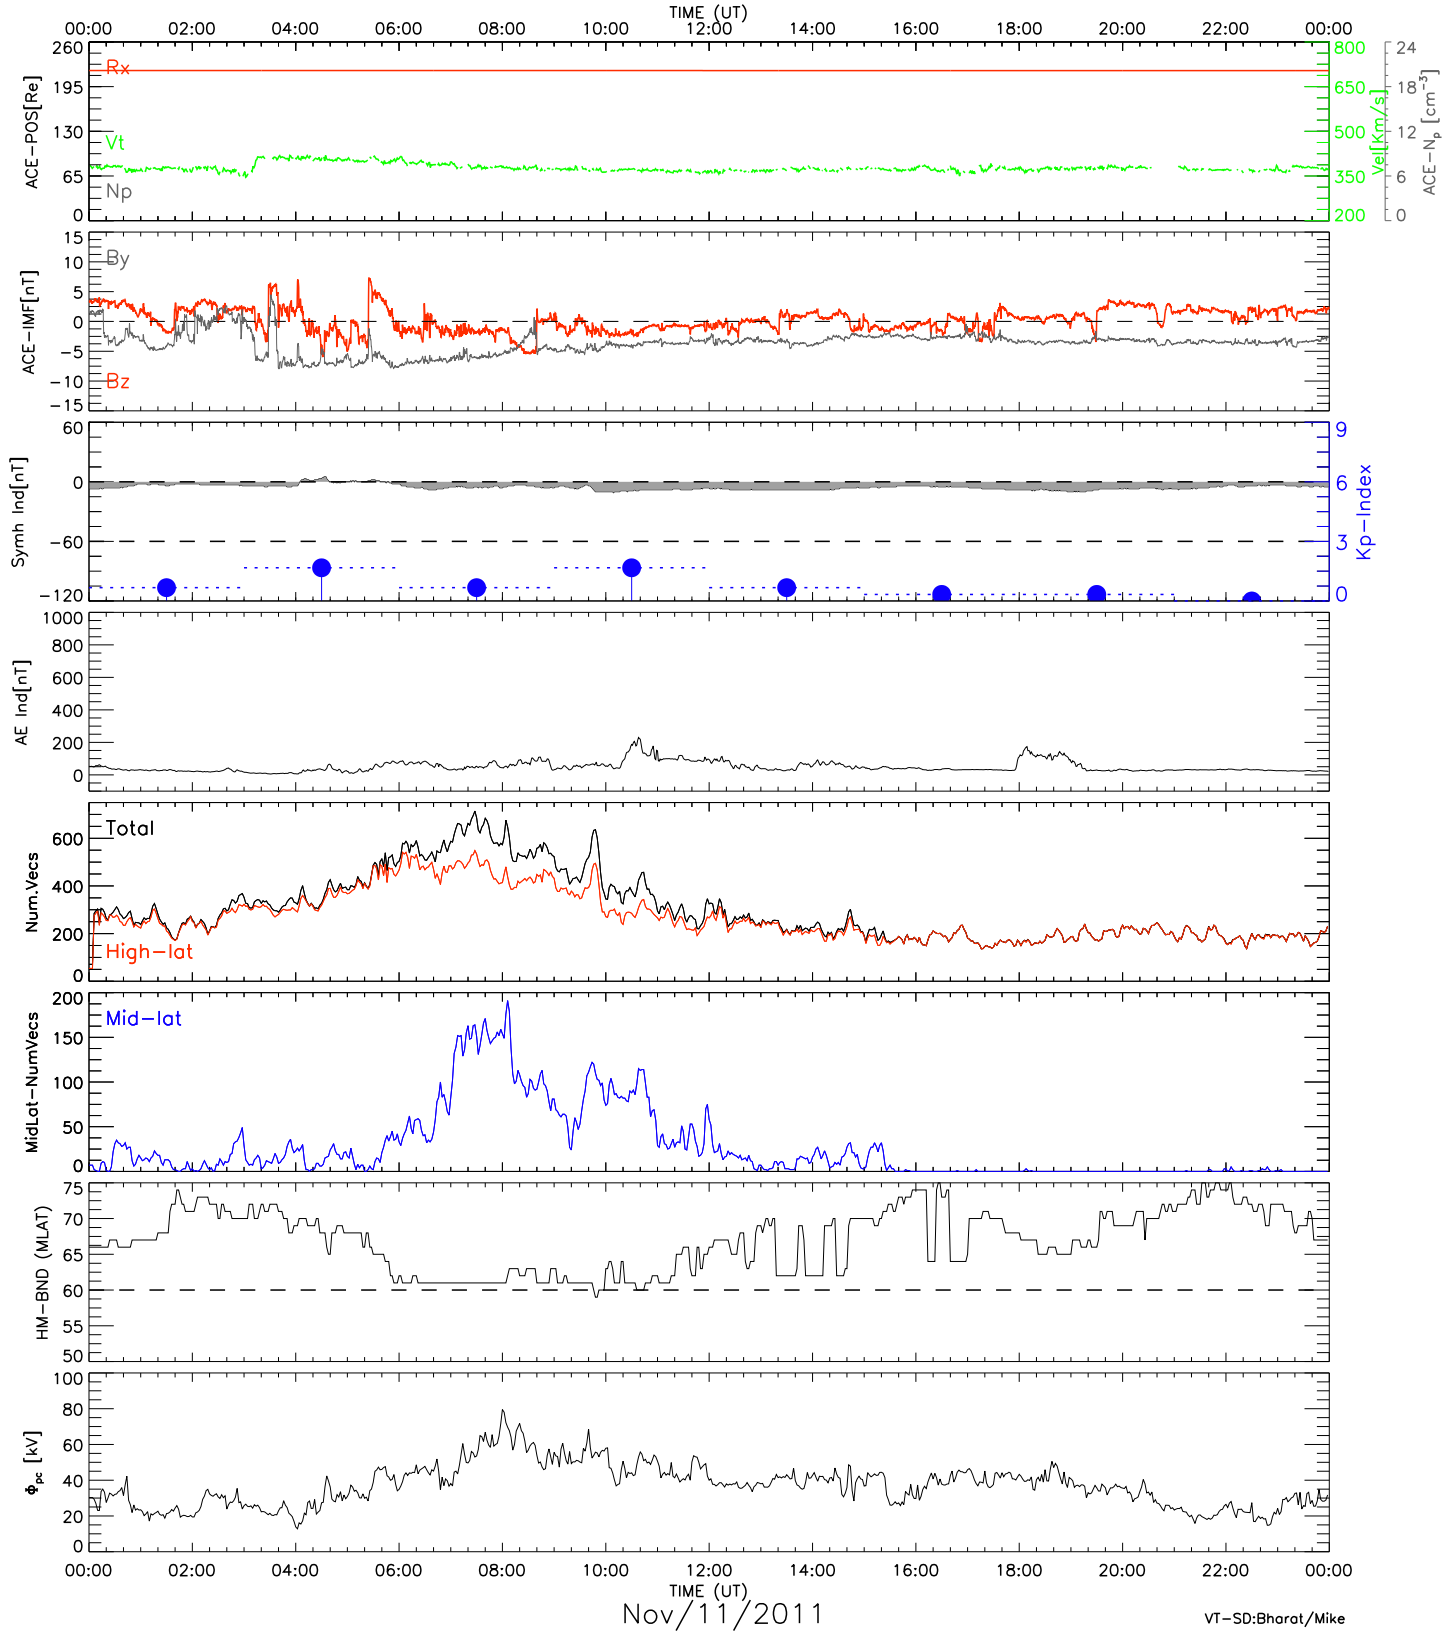 TIME (UT)
00:00 02:00 04:00 06:00 08:00 10:00 12:00 14:00 16:00 18:00 20:00 22:00 00:00
ACE-POS[Re]
260
195
130
65
0
Rx
Vt
Np
800
650
500
350
200
Vel[Km/s]
24
18
12
6
0
ACE-Np [cm-3]
ACE-IMF[nT]
15
10
5
0
-5
-10
-15
By
Bz
Symh Ind[nT]
60
0
-60
-120
9
6
3
0
Kp-Index
AE Ind[nT]
1000
800
600
400
200
0
Num.Vecs
600
400
200
0
Total
High-lat
MidLat-NumVecs
200
150
100
50
0
Mid-lat
HM-BND (MLAT)
75
70
65
60
55
50
Φpc [kV]
100
80
60
40
20
0
00:00 02:00 04:00 06:00 08:00 10:00 12:00 14:00 16:00 18:00 20:00 22:00 00:00
TIME (UT)
Nov/11/2011
VT-SD:Bharat/Mike